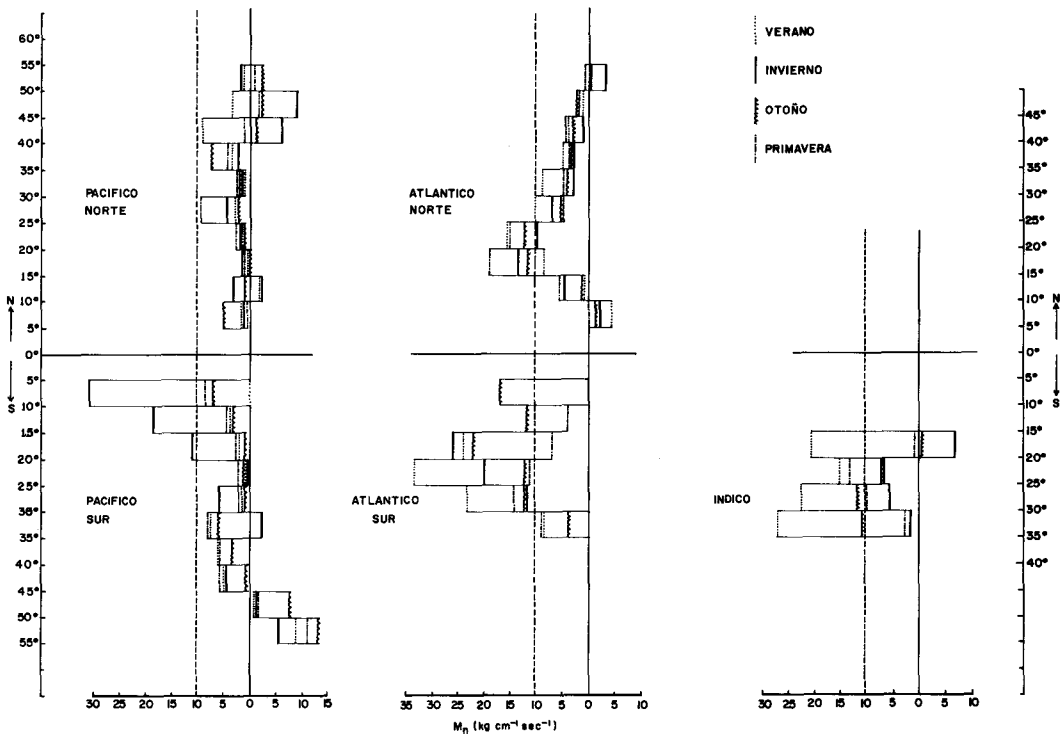 60°
55°
50°
45°
40°
35°
30°
25°
20°
15°
10°
5°
0°
5°
10°
15°
20°
25°
30°
35°
40°
45°
50°
55°
N
S
PACIFICO
NORTE
PACIFICO
SUR
30 25 20 15 10 5 0 5 10 15
ATLANTICO
NORTE
ATLANTICO
SUR
35 30 25 20 15 10 5 0 5
Mn (kg cm⁻¹ sec⁻¹)
VERANO
INVIERNO
OTOÑO
PRIMAVERA
INDICO
30 25 20 15 10 5 0 5 10
45°
40°
35°
30°
25°
20°
15°
10°
5°
0°
5°
10°
15°
20°
25°
30°
35°
40°
N
S